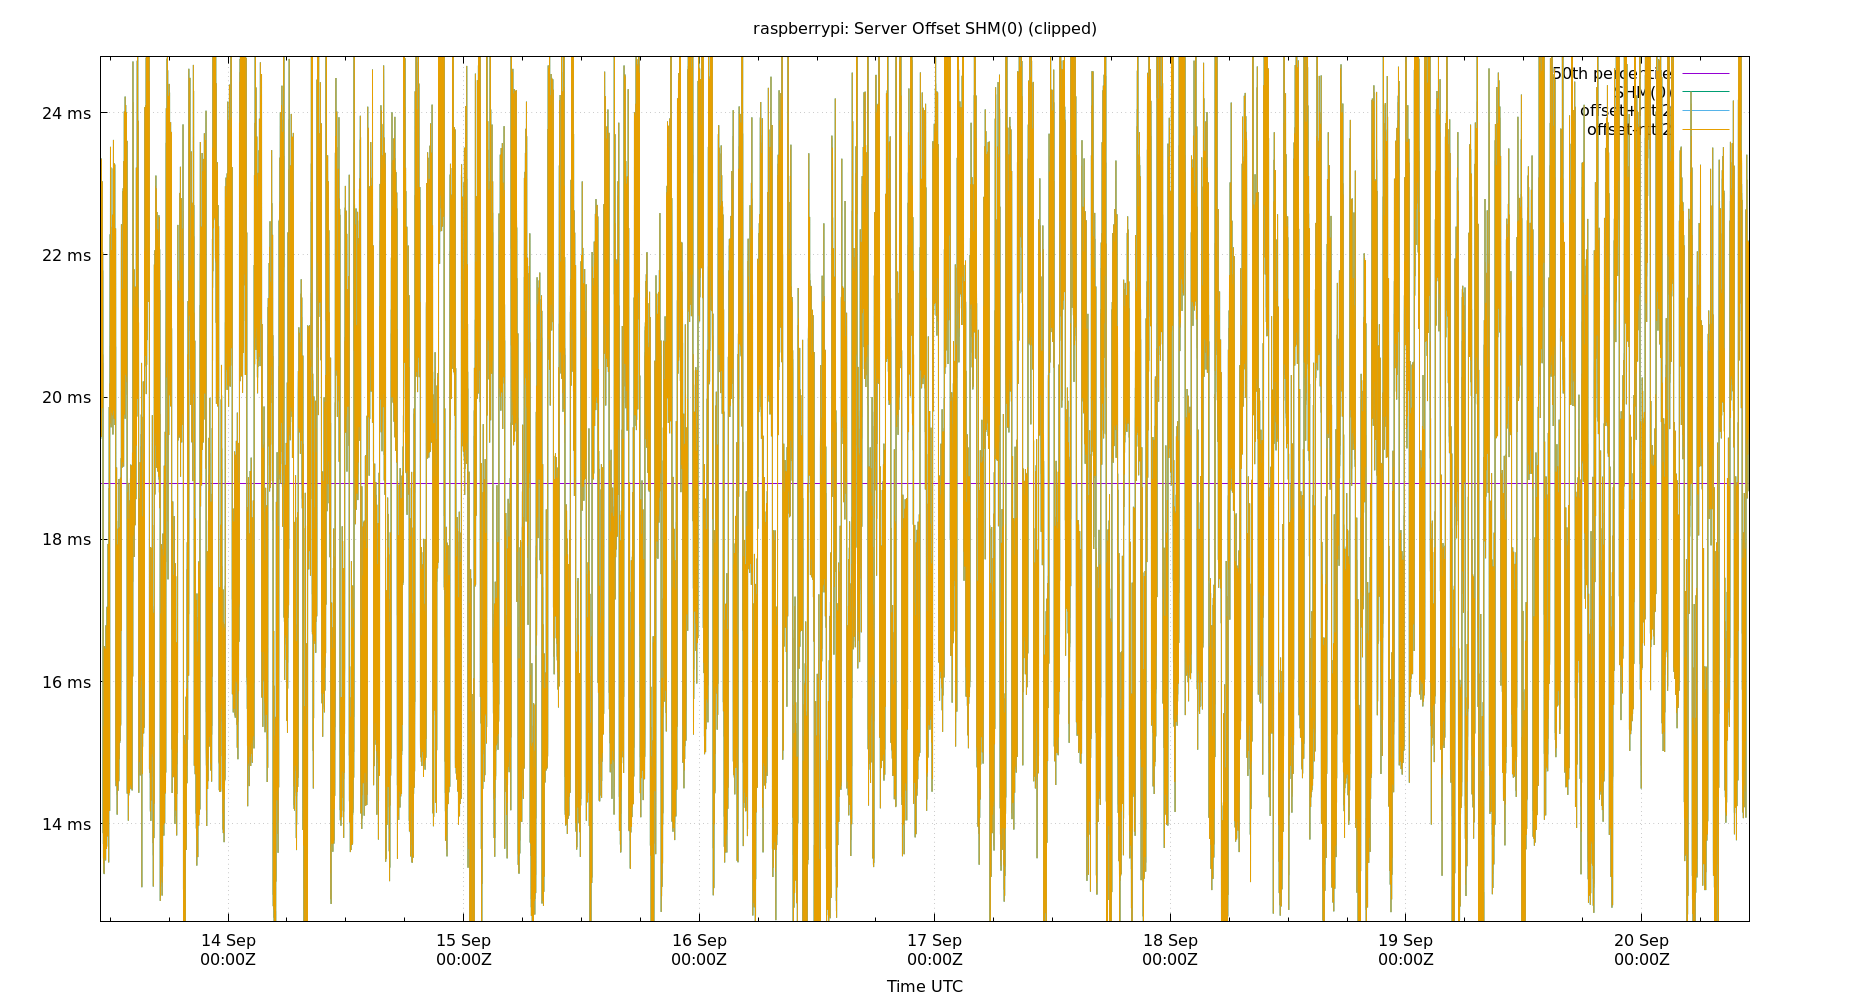 raspberrypi: Server Offset SHM(0) (clipped)
50th percentile
SHM(0)
offset+rtt/2
offset-rtt/2
24 ms
22 ms
20 ms
18 ms
16 ms
14 ms
14 Sep
00:00Z
15 Sep
00:00Z
16 Sep
00:00Z
17 Sep
00:00Z
18 Sep
00:00Z
19 Sep
00:00Z
20 Sep
00:00Z
Time UTC